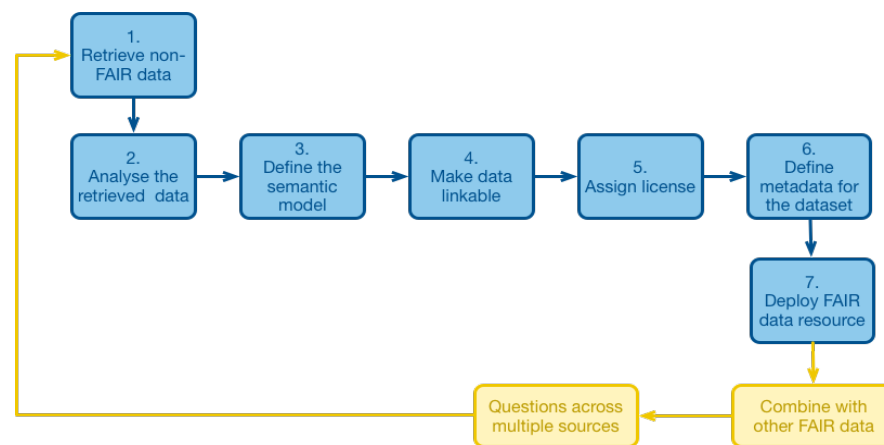 1.
Retrieve non-
FAIR data
2.
Analyse the
retrieved data
3.
Define the
semantic
model
4.
Make data
linkable
5.
Assign license
6.
Define
metadata for
the dataset
7.
Deploy FAIR
data resource
Combine with
other FAIR data
Questions across
multiple sources